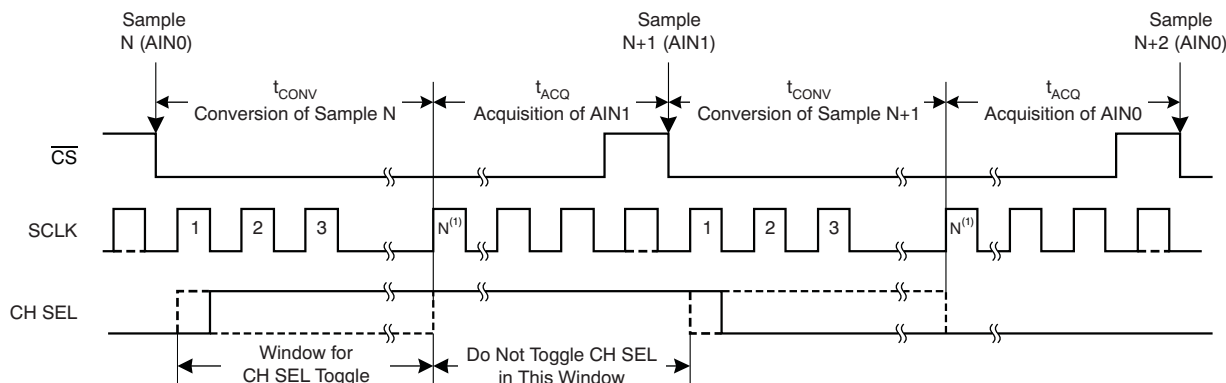 Sample
N (AIN0)
Sample
N+1 (AIN1)
Sample
N+2 (AIN0)
tCONV
Conversion of Sample N
tACQ
Acquisition of AIN1
tCONV
Conversion of Sample N+1
tACQ
Acquisition of AIN0
CS
SCLK
1
2
3
N(1)
1
2
3
N(1)
CH SEL
Window for
CH SEL Toggle
Do Not Toggle CH SEL
in This Window